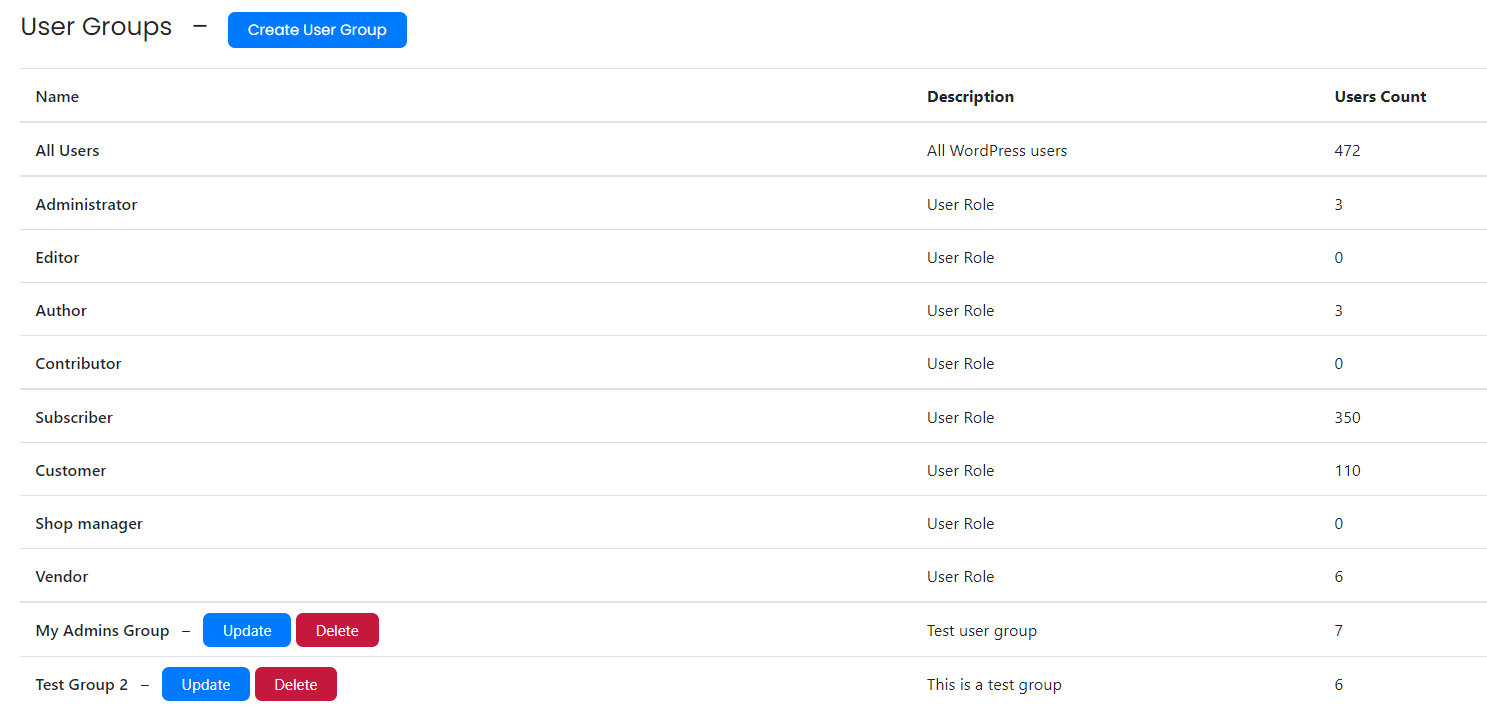 User Groups – Create User Group
Name Description Users Count
All Users All WordPress users 472
Administrator User Role 3
Editor User Role 0
Author User Role 3
Contributor User Role 0
Subscriber User Role 350
Customer User Role 110
Shop manager User Role 0
Vendor User Role 6
My Admins Group – Update Delete Test user group 7
Test Group 2 – Update Delete This is a test group 6